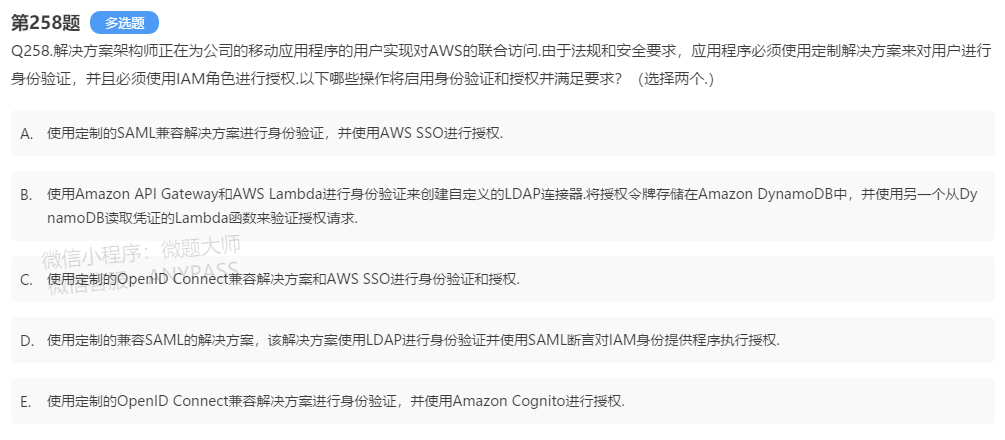 第258题 多选题
Q258.解决方案架构师正在为公司的移动应用程序的用户实现对AWS的联合访问.由于法规和安全要求，应用程序必须使用定制解决方案来对用户进行
身份验证，并且必须使用IAM角色进行授权.以下哪些操作将启用身份验证和授权并满足要求？（选择两个.）
A. 使用定制的SAML兼容解决方案进行身份验证，并使用AWS SSO进行授权.
B. 使用Amazon API Gateway和AWS Lambda进行身份验证来创建自定义的LDAP连接器.将授权令牌存储在Amazon DynamoDB中，并使用另一个从Dy
namoDB读取凭证的Lambda函数来验证授权请求.
微信小程序：微题大师
微信客服：ANYPASS
C. 使用定制的OpenID Connect兼容解决方案和AWS SSO进行身份验证和授权.
D. 使用定制的兼容SAML的解决方案，该解决方案使用LDAP进行身份验证并使用SAML断言对IAM身份提供程序执行授权.
E. 使用定制的OpenID Connect兼容解决方案进行身份验证，并使用Amazon Cognito进行授权.